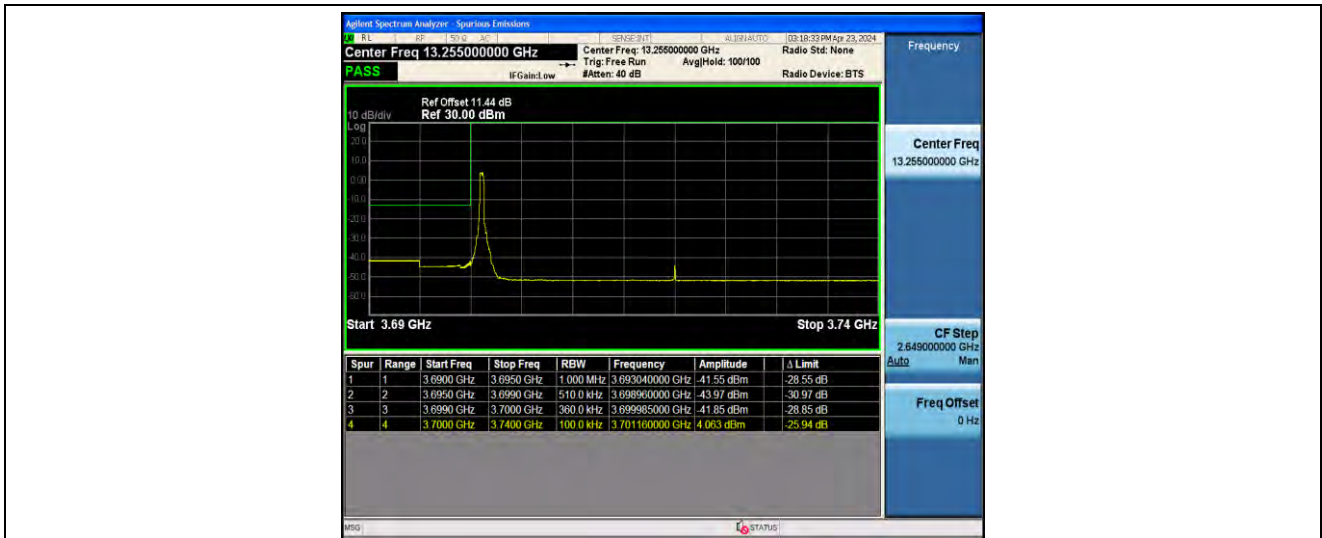 Agilent Spectrum Analyzer - Spurious Emissions
RL RF 50 Ω AC SENSE:INT ALIGN AUTO 03:18:33 PM Apr 23, 2024
Center Freq 13.255000000 GHz
PASS
IFGain:Low
Center Freq: 13.255000000 GHz
Trig: Free Run Avg|Hold: 100/100
#Atten: 40 dB
Radio Std: None
Radio Device: BTS
Ref Offset 11.44 dB
10 dB/div Ref 30.00 dBm
Log
20.0
10.0
0.00
-10.0
-20.0
-30.0
-40.0
-50.0
-60.0
Start 3.69 GHz Stop 3.74 GHz
Spur Range Start Freq Stop Freq RBW Frequency Amplitude Δ Limit
1 1 3.6900 GHz 3.6950 GHz 1.000 MHz 3.693040000 GHz -41.55 dBm -28.55 dB
2 2 3.6950 GHz 3.6990 GHz 510.0 kHz 3.698960000 GHz -43.97 dBm -30.97 dB
3 3 3.6990 GHz 3.7000 GHz 360.0 kHz 3.699985000 GHz -41.85 dBm -28.85 dB
4 4 3.7000 GHz 3.7400 GHz 100.0 kHz 3.701160000 GHz 4.063 dBm -25.94 dB
MSG STATUS
Frequency
Center Freq
13.255000000 GHz
CF Step
2.649000000 GHz
Auto Man
Freq Offset
0 Hz